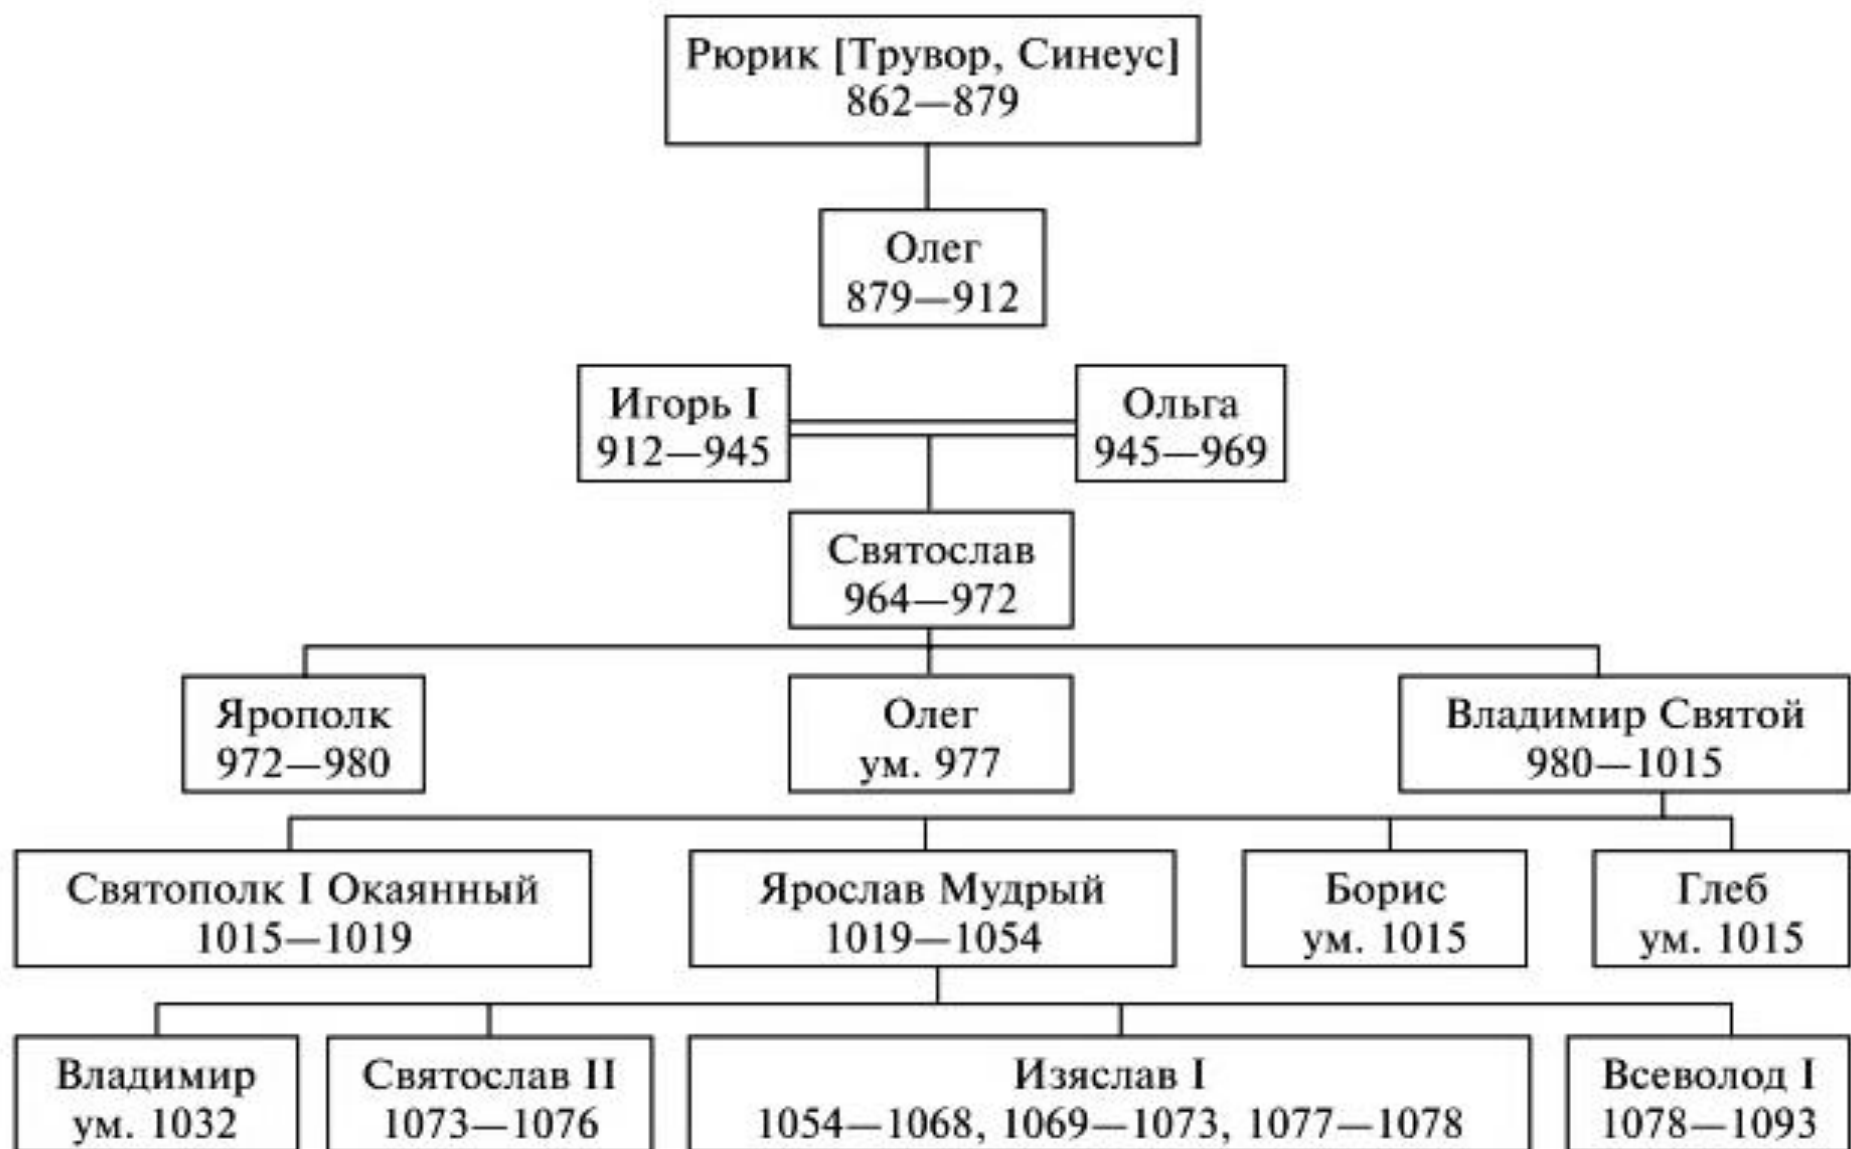 Рюрик [Трувор, Синеус]
862—879
Олег
879—912
Игорь I
912—945
Ольга
945—969
Святослав
964—972
Ярополк
972—980
Олег
ум. 977
Владимир Святой
980—1015
Святополк I Окаянный
1015—1019
Ярослав Мудрый
1019—1054
Борис
ум. 1015
Глеб
ум. 1015
Владимир
ум. 1032
Святослав II
1073—1076
Изяслав I
1054—1068, 1069—1073, 1077—1078
Всеволод I
1078—1093